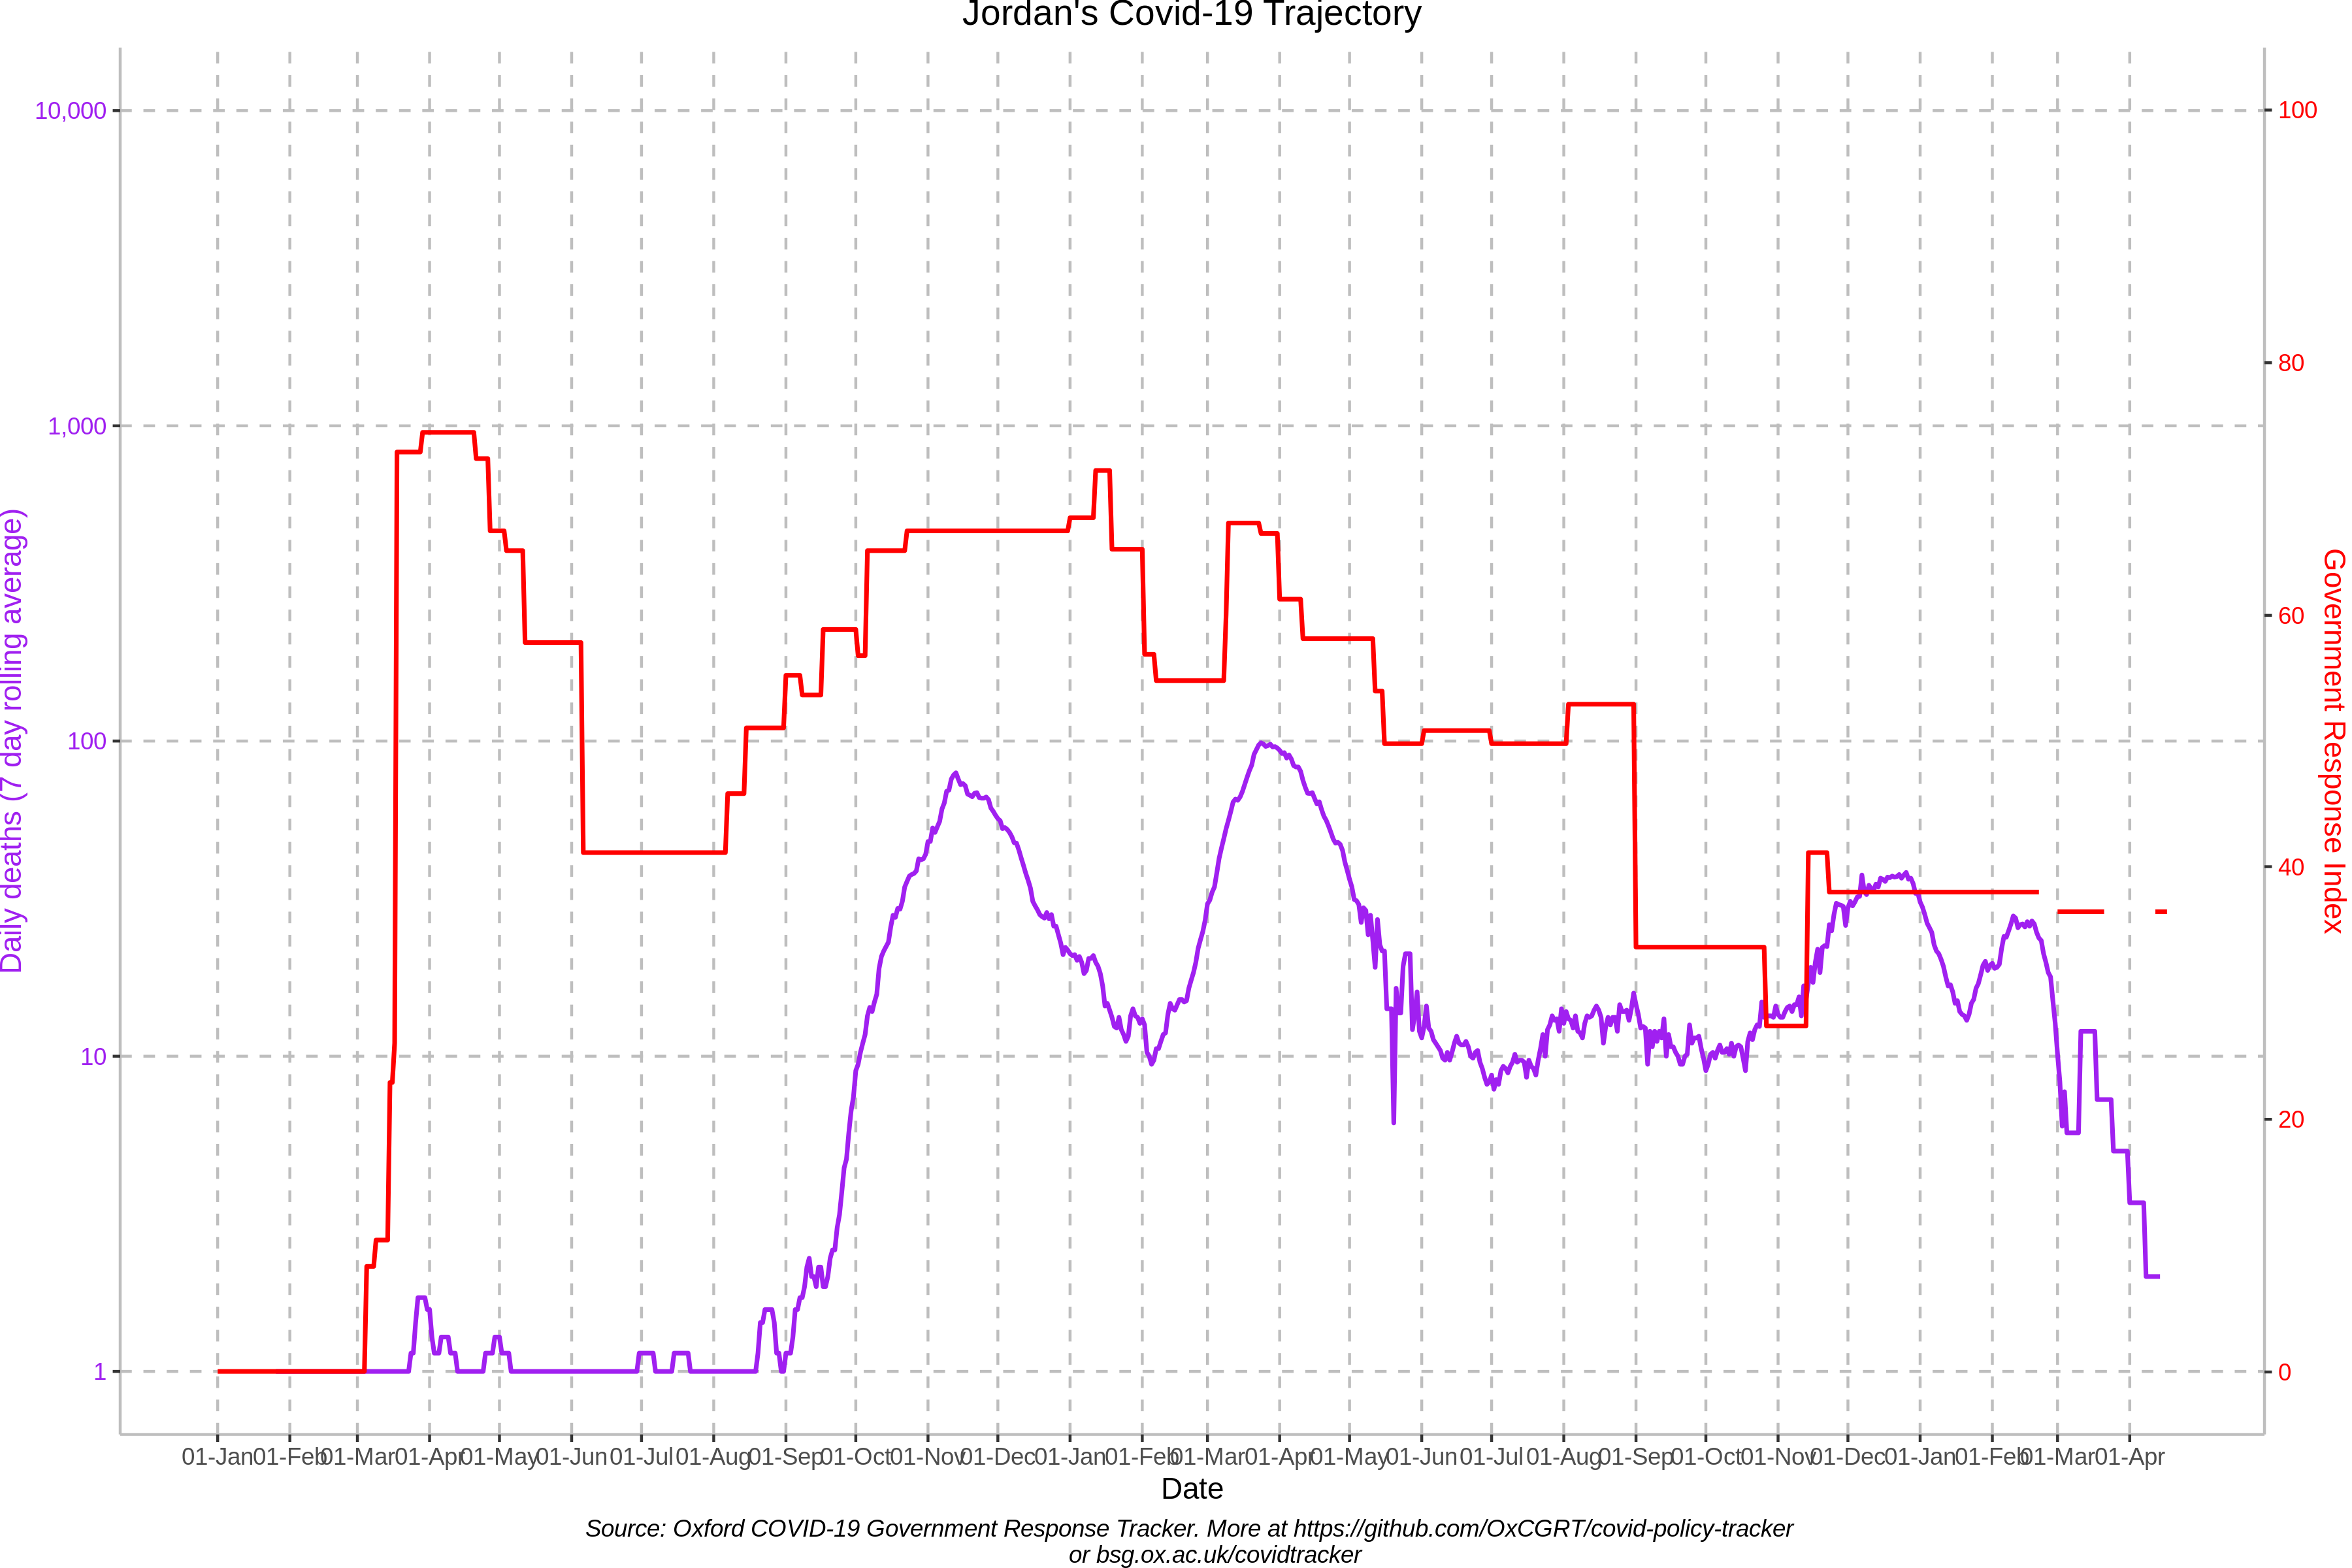 Jordan's Covid-19 Trajectory
Daily deaths (7 day rolling average)
10,000
1,000
100
10
1
Government Response Index
100
80
60
40
20
0
01-Jan 01-Feb 01-Mar 01-Apr 01-May 01-Jun 01-Jul 01-Aug 01-Sep 01-Oct 01-Nov 01-Dec 01-Jan 01-Feb 01-Mar 01-Apr 01-May 01-Jun 01-Jul 01-Aug 01-Sep 01-Oct 01-Nov 01-Dec 01-Jan 01-Feb 01-Mar 01-Apr
Date
Source: Oxford COVID-19 Government Response Tracker. More at https://github.com/OxCGRT/covid-policy-tracker
or bsg.ox.ac.uk/covidtracker